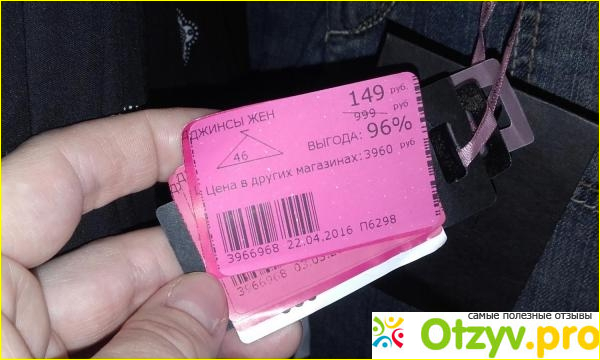 149 руб.
ДЖИНСЫ ЖЕН
999 руб
46
ВЫГОДА: 96%
Цена в других магазинах: 3960 руб
3966968 22.04.2016 П6298
3966968
самые полезные отзывы
Otzyv.pro